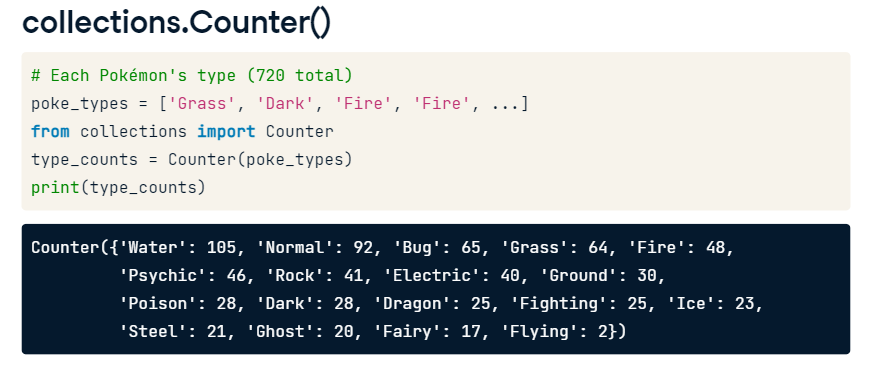 collections.Counter()
# Each Pokémon's type (720 total)
poke_types = ['Grass', 'Dark', 'Fire', 'Fire', ...]
from collections import Counter
type_counts = Counter(poke_types)
print(type_counts)
Counter({'Water': 105, 'Normal': 92, 'Bug': 65, 'Grass': 64, 'Fire': 48,
'Psychic': 46, 'Rock': 41, 'Electric': 40, 'Ground': 30,
'Poison': 28, 'Dark': 28, 'Dragon': 25, 'Fighting': 25, 'Ice': 23,
'Steel': 21, 'Ghost': 20, 'Fairy': 17, 'Flying': 2})